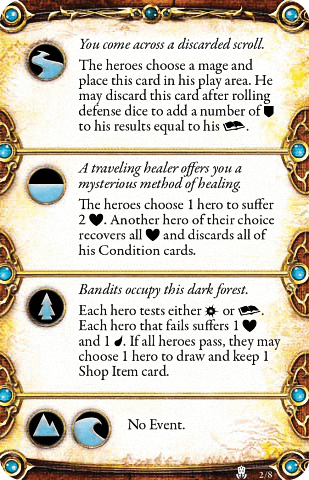 You come across a discarded scroll.
The heroes choose a mage and
place this card in his play area. He
may discard this card after rolling
defense dice to add a number of
to his results equal to his .
A traveling healer offers you a
mysterious method of healing.
The heroes choose 1 hero to suffer
2 . Another hero of their choice
recovers all and discards all of
his Condition cards.
Bandits occupy this dark forest.
Each hero tests either or .
Each hero that fails suffers 1
and 1 . If all heroes pass, they may
choose 1 hero to draw and keep 1
Shop Item card.
No Event.
2/8